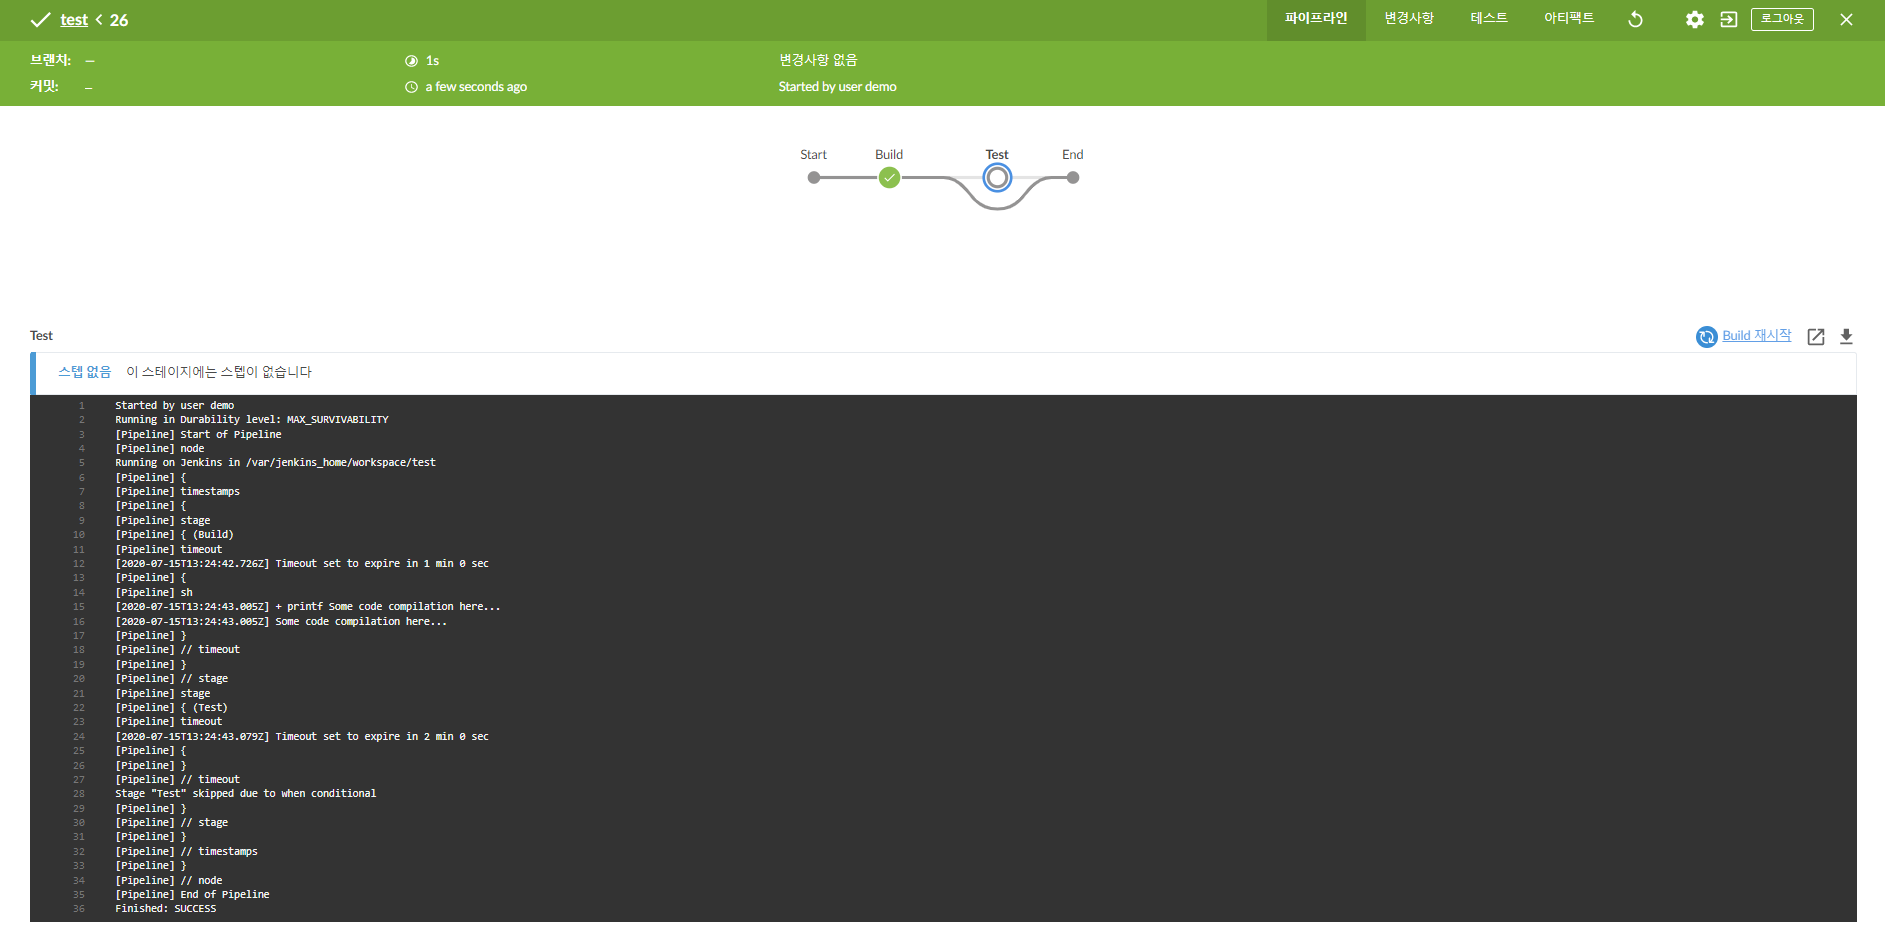 test < 26
파이프라인 변경사항 테스트 아티팩트 로그아웃
브랜치: —
1s
변경사항 없음
커밋: —
a few seconds ago
Started by user demo
Start Build Test End
Test
Build 재시작
스텝 없음 이 스테이지에는 스텝이 없습니다
1 Started by user demo
2 Running in Durability level: MAX_SURVIVABILITY
3 [Pipeline] Start of Pipeline
4 [Pipeline] node
5 Running on Jenkins in /var/jenkins_home/workspace/test
6 [Pipeline] {
7 [Pipeline] timestamps
8 [Pipeline] {
9 [Pipeline] stage
10 [Pipeline] { (Build)
11 [Pipeline] timeout
12 [2020-07-15T13:24:42.726Z] Timeout set to expire in 1 min 0 sec
13 [Pipeline] {
14 [Pipeline] sh
15 [2020-07-15T13:24:43.005Z] + printf Some code compilation here...
16 [2020-07-15T13:24:43.005Z] Some code compilation here...
17 [Pipeline] }
18 [Pipeline] // timeout
19 [Pipeline] }
20 [Pipeline] // stage
21 [Pipeline] stage
22 [Pipeline] { (Test)
23 [Pipeline] timeout
24 [2020-07-15T13:24:43.079Z] Timeout set to expire in 2 min 0 sec
25 [Pipeline] {
26 [Pipeline] }
27 [Pipeline] // timeout
28 Stage "Test" skipped due to when conditional
29 [Pipeline] }
30 [Pipeline] // stage
31 [Pipeline] }
32 [Pipeline] // timestamps
33 [Pipeline] }
34 [Pipeline] // node
35 [Pipeline] End of Pipeline
36 Finished: SUCCESS